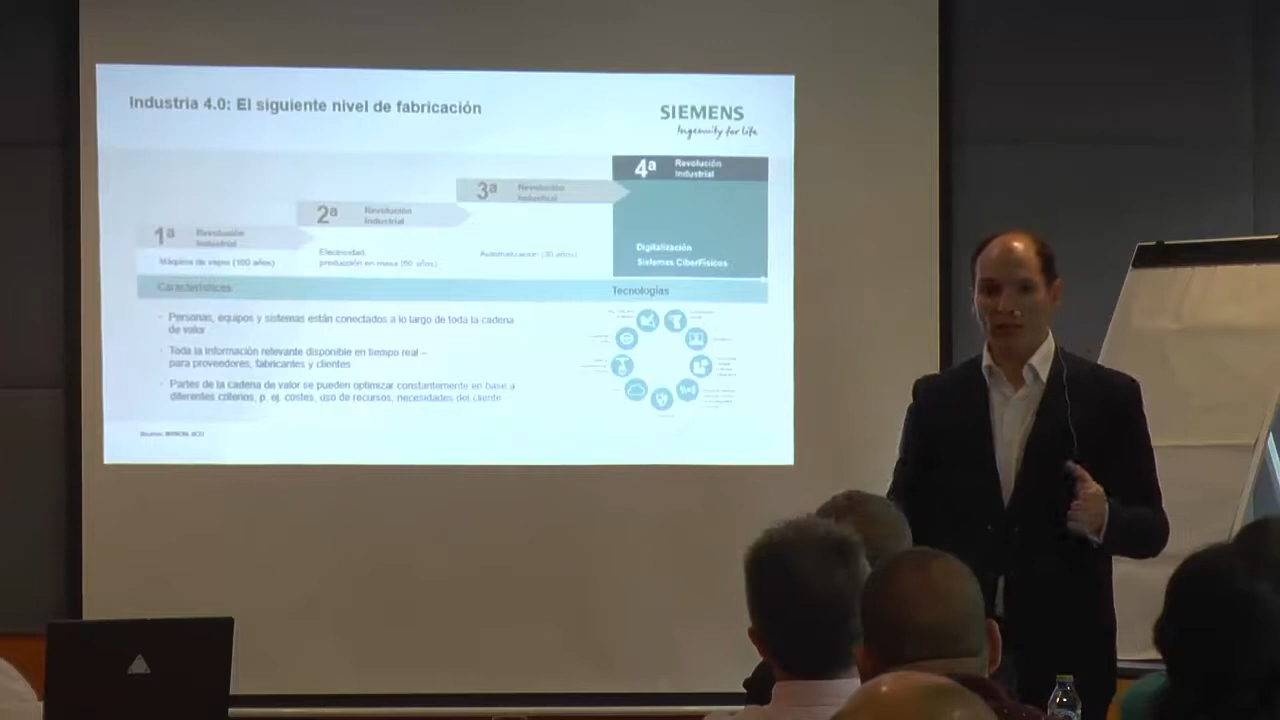 Industria 4.0: El siguiente nivel de fabricación
SIEMENS
Ingenuity for life
4ª
Revolución
Industrial
3ª
Revolución
Industrial
2ª
Revolución
Industrial
1ª
Revolución
Industrial
Máquina de vapor (100 años)
Electricidad,
producción en masa
Automatización (30 años)
Digitalización
Sistemas CiberFísicos
Características
Tecnologías
- Personas, equipos y sistemas están conectados a lo largo de toda la cadena
de valor
- Toda la información relevante disponible en tiempo real –
para proveedores, fabricantes y clientes
- Partes de la cadena de valor se pueden optimizar constantemente en base a
diferentes criterios, p. ej. costes, uso de recursos, necesidades del cliente